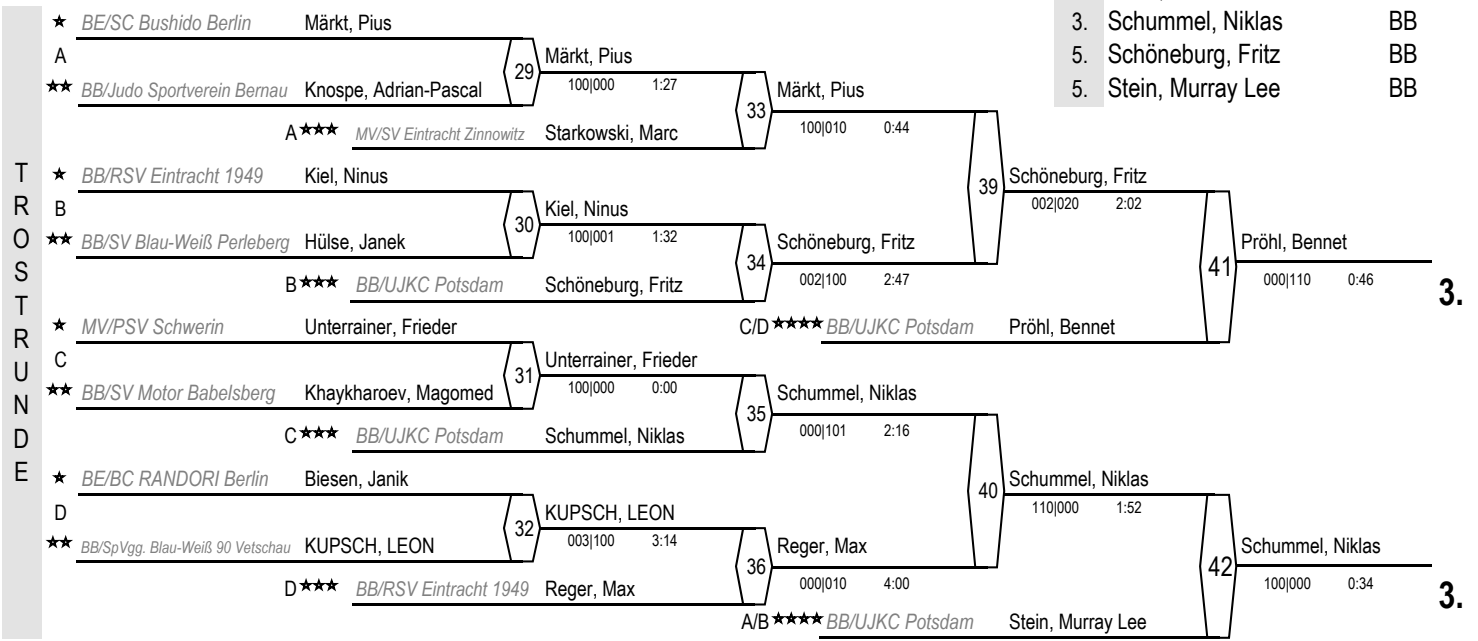 3. Schummel, Niklas BB
5. Schöneburg, Fritz BB
5. Stein, Murray Lee BB
TROSTRUNDE
★ BE/SC Bushido Berlin Märkt, Pius
A
★★ BB/Judo Sportverein Bernau Knospe, Adrian-Pascal
29
Märkt, Pius
100|000 1:27
A★★★ MV/SV Eintracht Zinnowitz Starkowski, Marc
33
Märkt, Pius
100|010 0:44
★ BB/RSV Eintracht 1949 Kiel, Ninus
B
★★ BB/SV Blau-Weiß Perleberg Hülse, Janek
30
Kiel, Ninus
100|001 1:32
B★★★ BB/UJKC Potsdam Schöneburg, Fritz
34
Schöneburg, Fritz
002|100 2:47
39
Schöneburg, Fritz
002|020 2:02
C/D★★★★ BB/UJKC Potsdam Pröhl, Bennet
41
Pröhl, Bennet
000|110 0:46
3.
★ MV/PSV Schwerin Unterrainer, Frieder
C
★★ BB/SV Motor Babelsberg Khaykharoev, Magomed
31
Unterrainer, Frieder
100|000 0:00
C★★★ BB/UJKC Potsdam Schummel, Niklas
35
Schummel, Niklas
000|101 2:16
★ BE/BC RANDORI Berlin Biesen, Janik
D
★★ BB/SpVgg. Blau-Weiß 90 Vetschau KUPSCH, LEON
32
KUPSCH, LEON
003|100 3:14
D★★★ BB/RSV Eintracht 1949 Reger, Max
36
Reger, Max
000|010 4:00
40
Schummel, Niklas
110|000 1:52
A/B★★★★ BB/UJKC Potsdam Stein, Murray Lee
42
Schummel, Niklas
100|000 0:34
3.